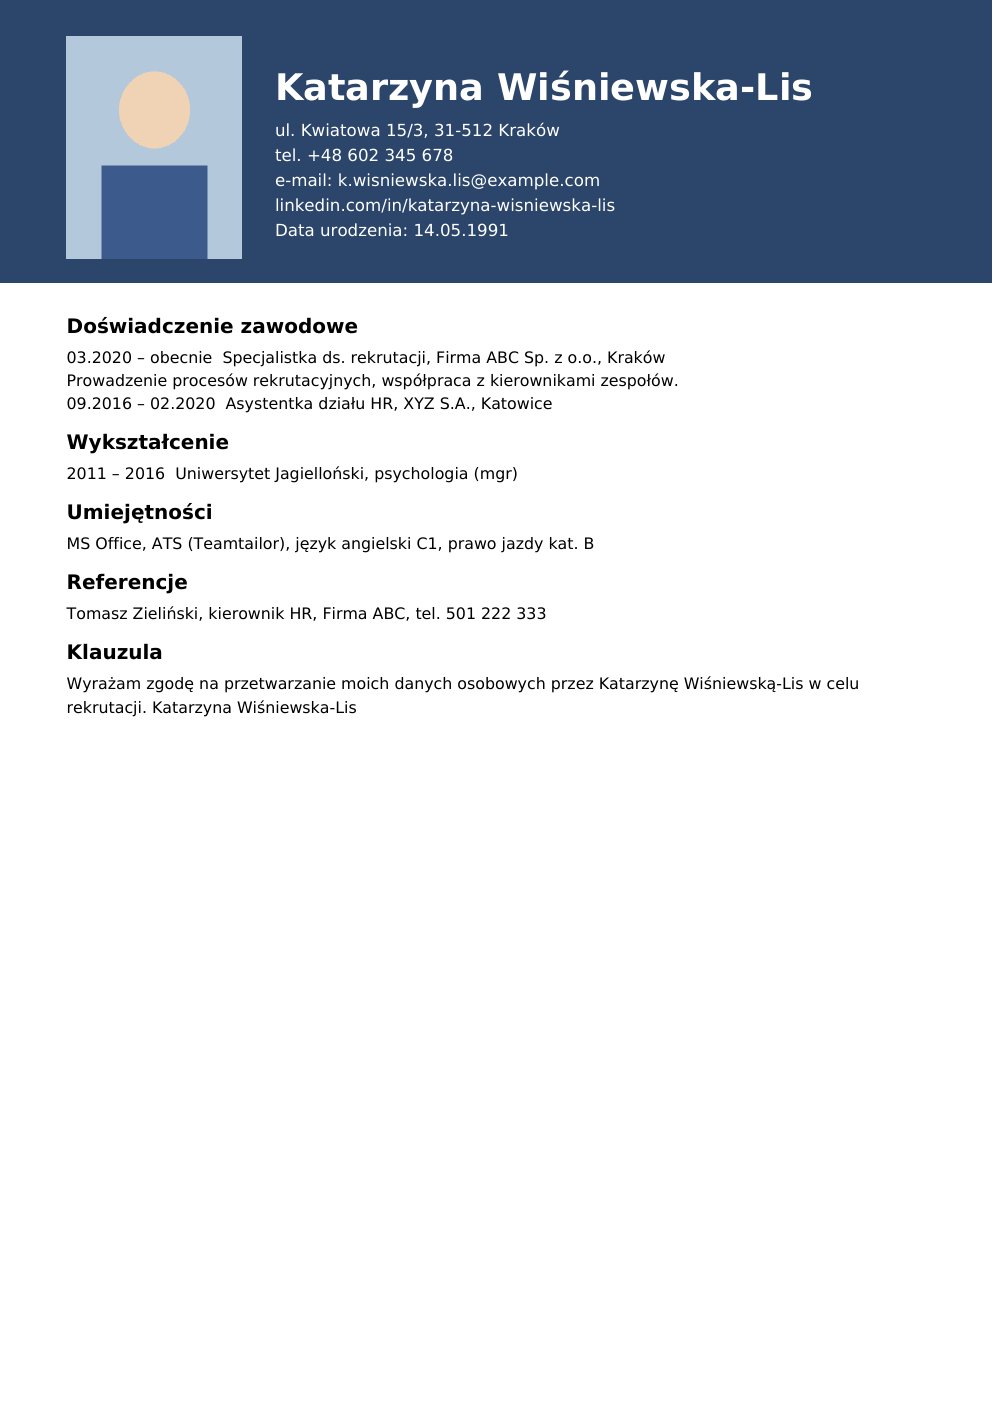 Katarzyna Wiśniewska-Lis
ul. Kwiatowa 15/3, 31-512 Kraków
tel. +48 602 345 678
e-mail: k.wisniewska.lis@example.com
linkedin.com/in/katarzyna-wisniewska-lis
Data urodzenia: 14.05.1991
Doświadczenie zawodowe
03.2020 – obecnie  Specjalistka ds. rekrutacji, Firma ABC Sp. z o.o., Kraków
Prowadzenie procesów rekrutacyjnych, współpraca z kierownikami zespołów.
09.2016 – 02.2020  Asystentka działu HR, XYZ S.A., Katowice
Wykształcenie
2011 – 2016  Uniwersytet Jagielloński, psychologia (mgr)
Umiejętności
MS Office, ATS (Teamtailor), język angielski C1, prawo jazdy kat. B
Referencje
Tomasz Zieliński, kierownik HR, Firma ABC, tel. 501 222 333
Klauzula
Wyrażam zgodę na przetwarzanie moich danych osobowych przez Katarzynę Wiśniewską-Lis w celu
rekrutacji. Katarzyna Wiśniewska-Lis